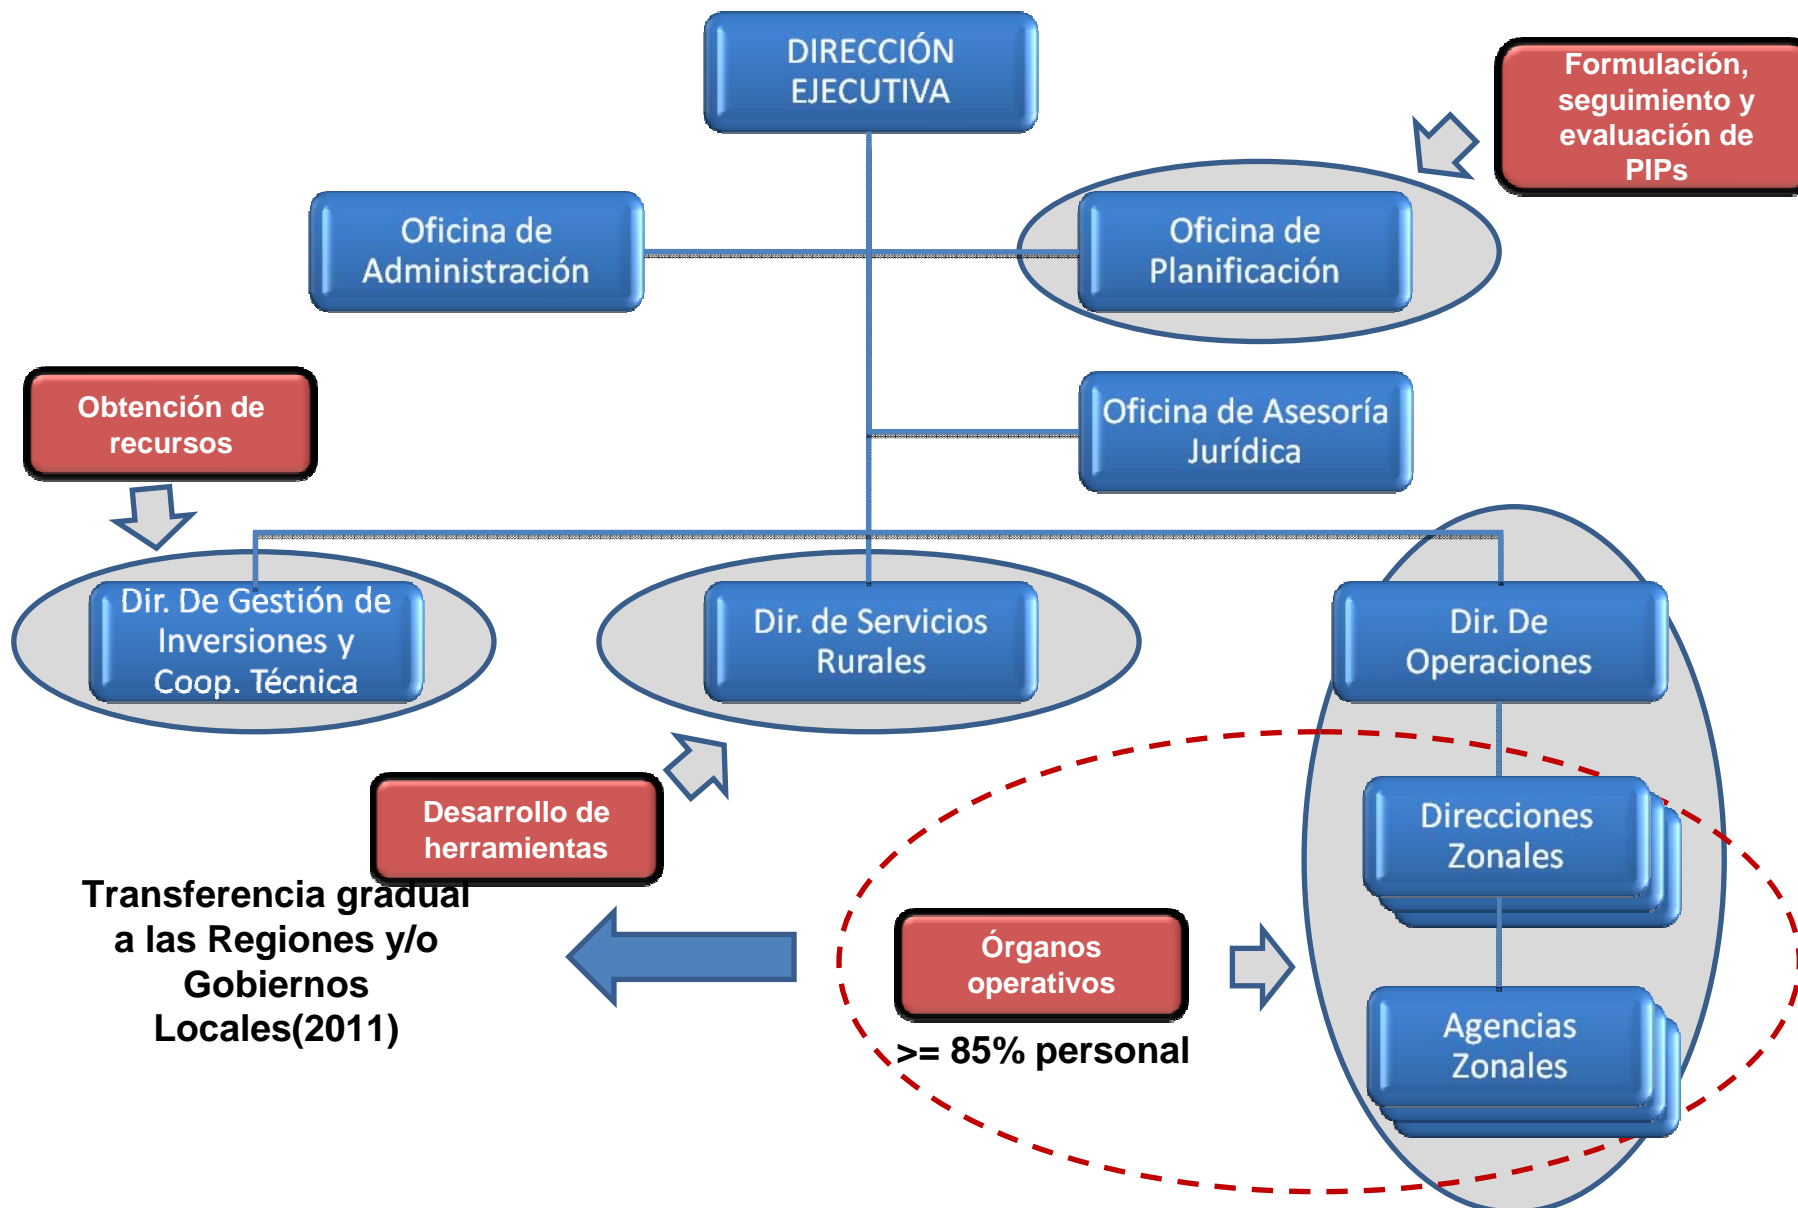 DIRECCIÓN
EJECUTIVA
Formulación,
seguimiento y
evaluación de
PIPs
Oficina de
Administración
Oficina de
Planificación
Obtención de
recursos
Oficina de Asesoría
Jurídica
Dir. De Gestión de
Inversiones y
Coop. Técnica
Dir. de Servicios
Rurales
Dir. De
Operaciones
Desarrollo de
herramientas
Direcciones
Zonales
Transferencia gradual
a las Regiones y/o
Gobiernos
Locales(2011)
Órganos
operativos
>= 85% personal
Agencias
Zonales